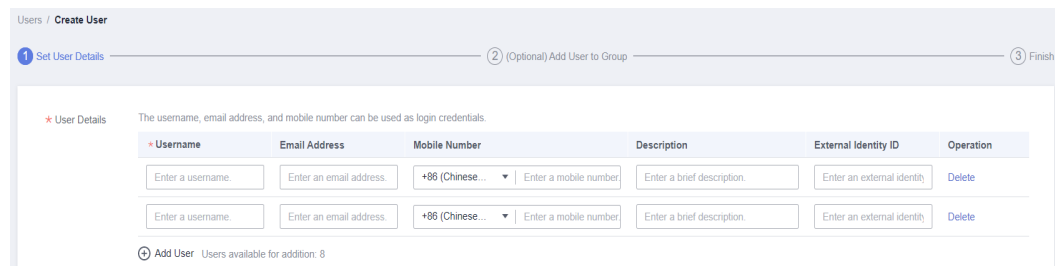 Users / Create User
1 Set User Details 2 (Optional) Add User to Group 3 Finish
* User Details The username, email address, and mobile number can be used as login credentials.
* Username Email Address Mobile Number Description External Identity ID Operation
Enter a username. Enter an email address. +86 (Chinese... Enter a mobile number. Enter a brief description. Enter an external identity Delete
Enter a username. Enter an email address. +86 (Chinese... Enter a mobile number. Enter a brief description. Enter an external identity Delete
Add User Users available for addition: 8